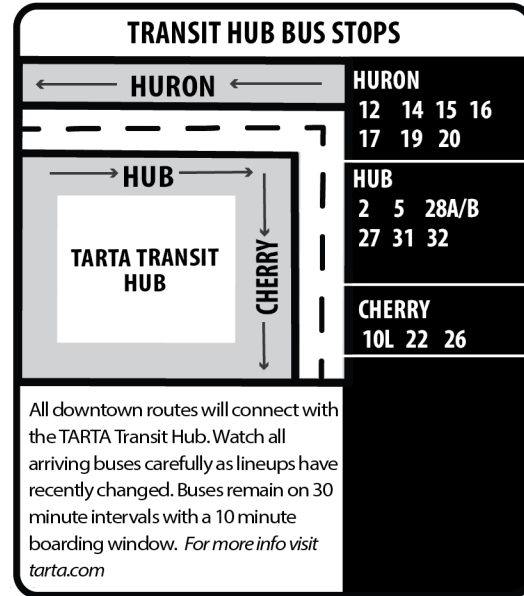 TRANSIT HUB BUS STOPS
HURON
HUB
TARTA TRANSIT
HUB
CHERRY
HURON
12 14 15 16
17 19 20
HUB
2 5 28A/B
27 31 32
CHERRY
10L 22 26
All downtown routes will connect with
the TARTA Transit Hub. Watch all
arriving buses carefully as lineups have
recently changed. Buses remain on 30
minute intervals with a 10 minute
boarding window. For more info visit
tarta.com